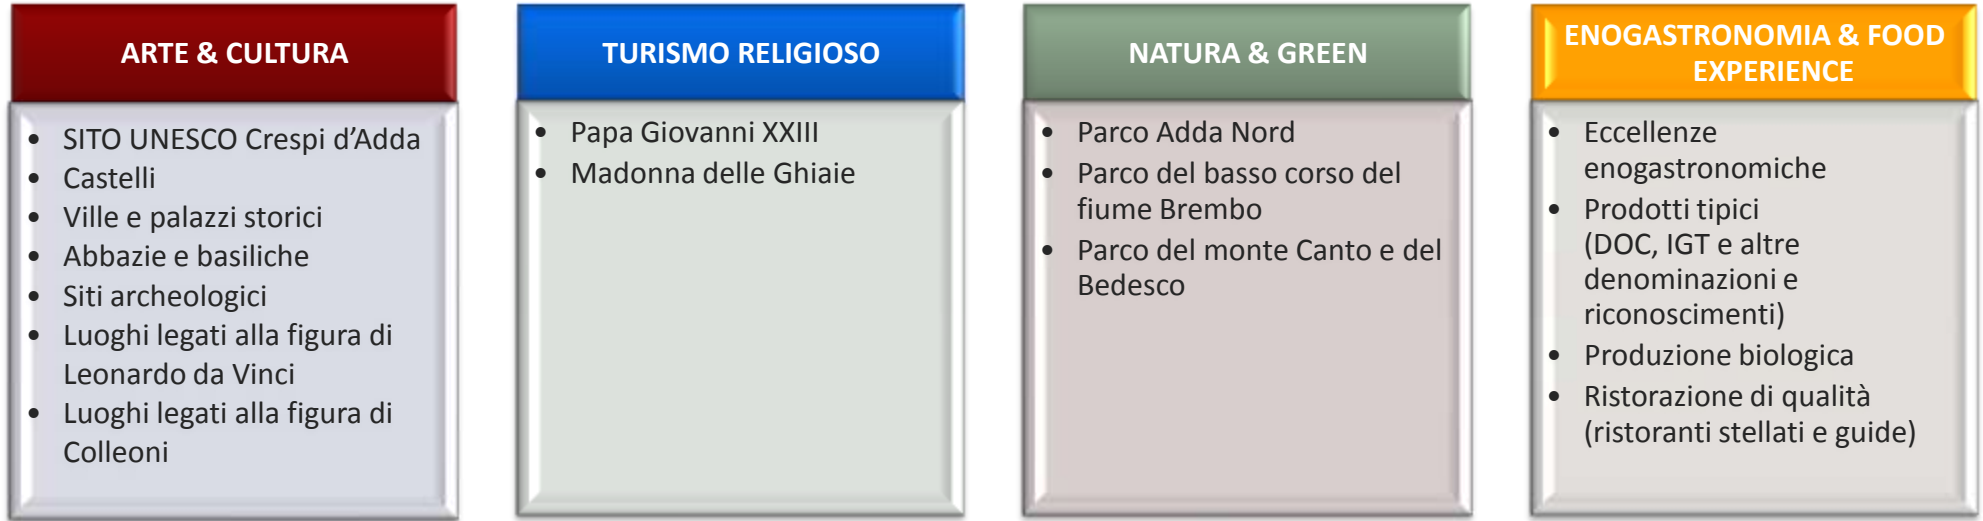 ARTE & CULTURA
• SITO UNESCO Crespi d’Adda
• Castelli
• Ville e palazzi storici
• Abbazie e basiliche
• Siti archeologici
• Luoghi legati alla figura di
Leonardo da Vinci
• Luoghi legati alla figura di
Colleoni
TURISMO RELIGIOSO
• Papa Giovanni XXIII
• Madonna delle Ghiaie
NATURA & GREEN
• Parco Adda Nord
• Parco del basso corso del
fiume Brembo
• Parco del monte Canto e del
Bedesco
ENOGASTRONOMIA & FOOD
EXPERIENCE
• Eccellenze
enogastronomiche
• Prodotti tipici
(DOC, IGT e altre
denominazioni e
riconoscimenti)
• Produzione biologica
• Ristorazione di qualità
(ristoranti stellati e guide)